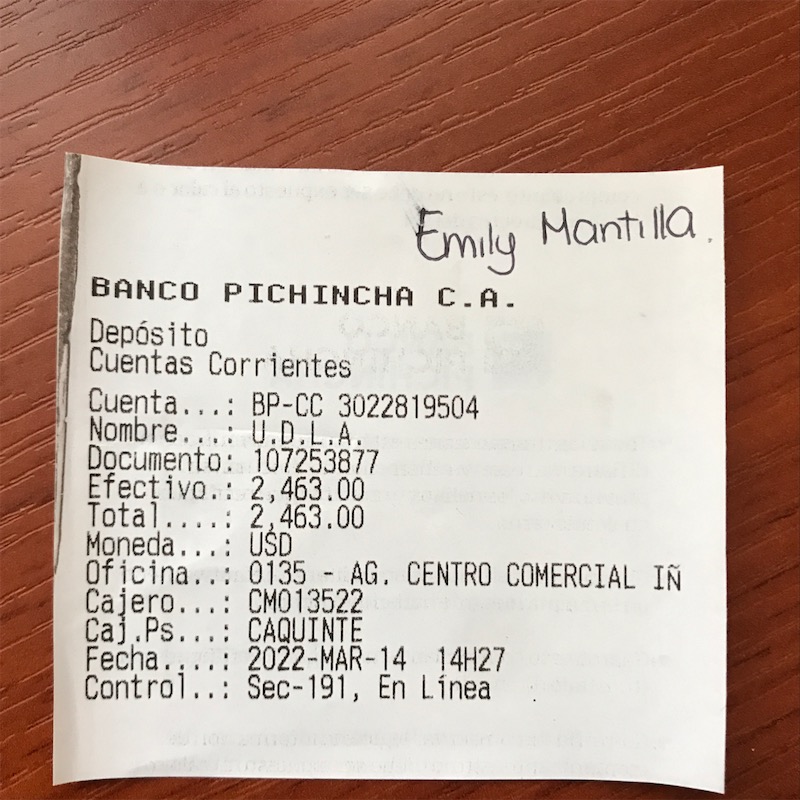 Emily Mantilla.
BANCO PICHINCHA C.A.
Depósito
Cuentas Corrientes
Cuenta...: BP-CC 3022819504
Nombre...: U.D.L.A.
Documento: 107253877
Efectivo.: 2,463.00
Total....: 2,463.00
Moneda...: USD
Oficina..: 0135 - AG. CENTRO COMERCIAL IÑ
Cajero...: CM013522
Caj.Ps...: CAQUINTE
Fecha....: 2022-MAR-14 14H27
Control..: Sec-191, En Línea